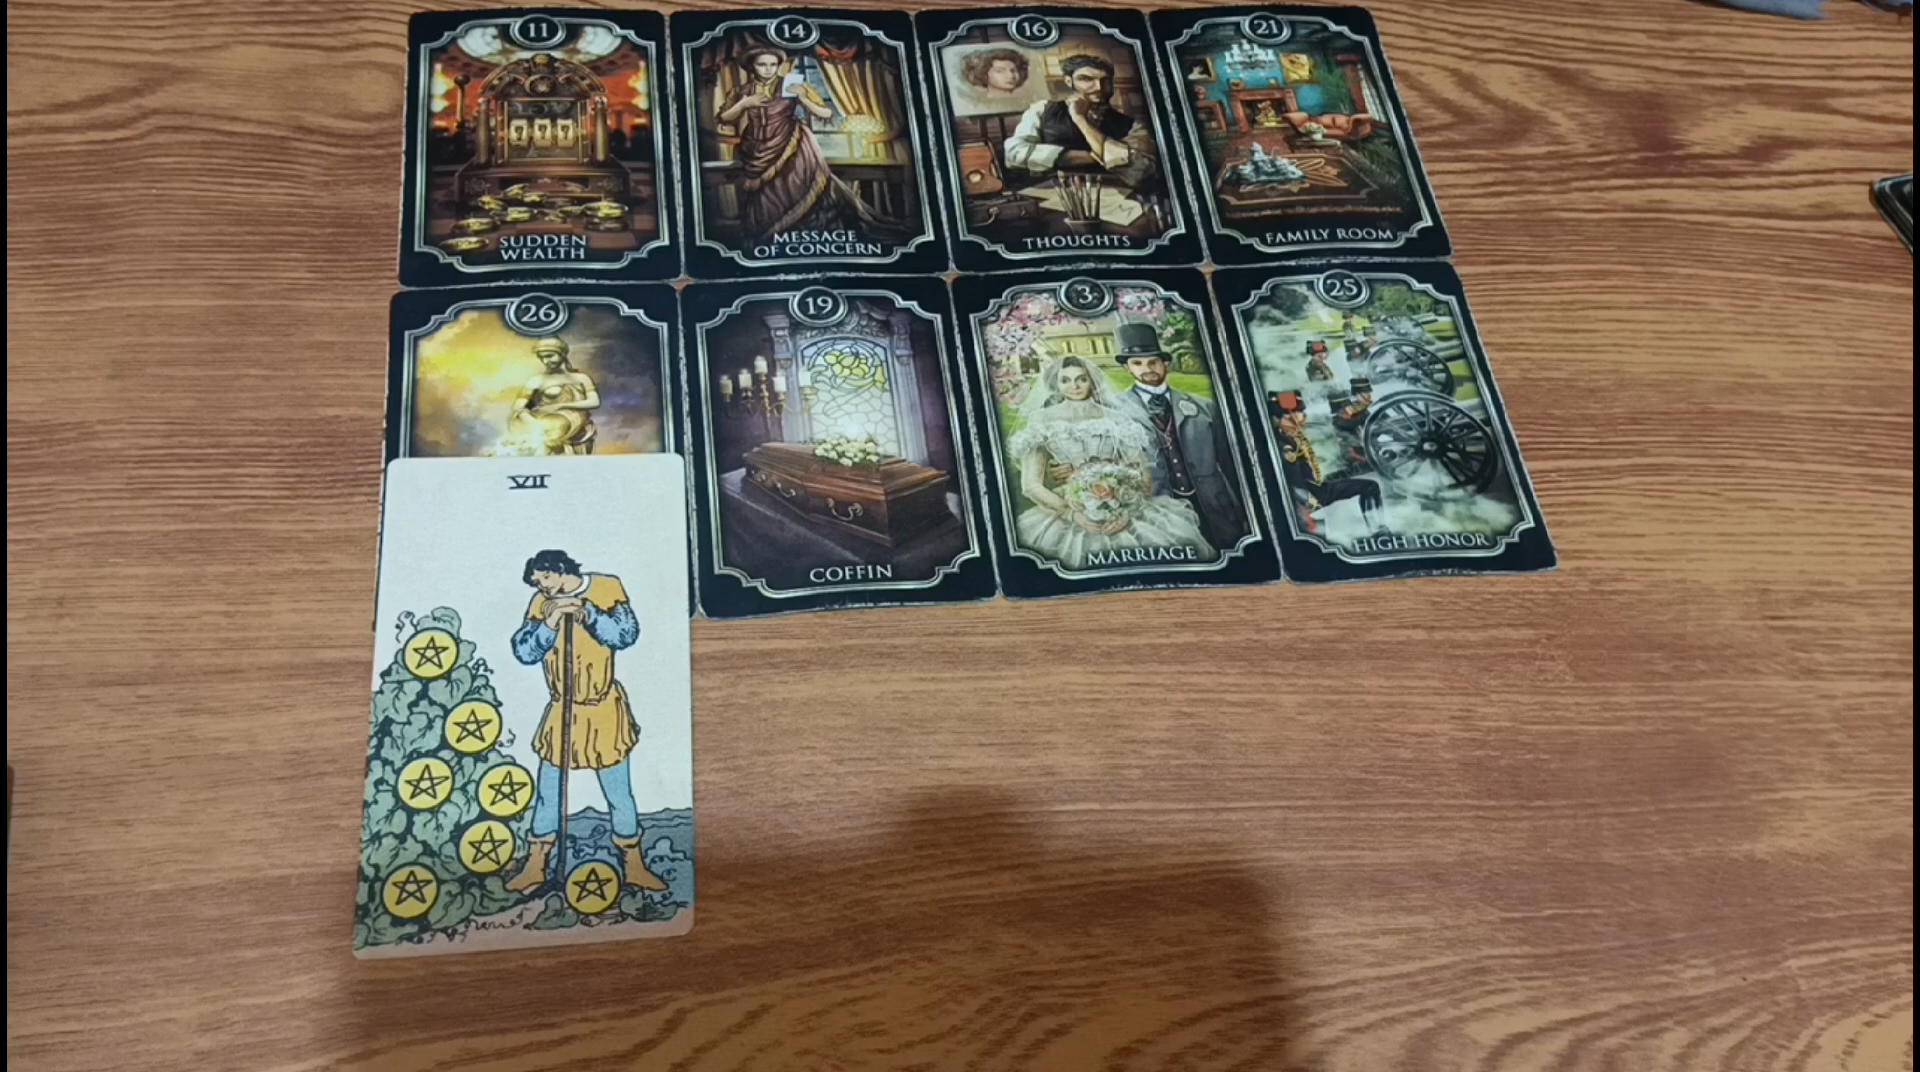 11
SUDDEN
WEALTH
14
MESSAGE
OF CONCERN
16
THOUGHTS
21
FAMILY ROOM
26
19
COFFIN
3
MARRIAGE
25
HIGH HONOR
VII
777